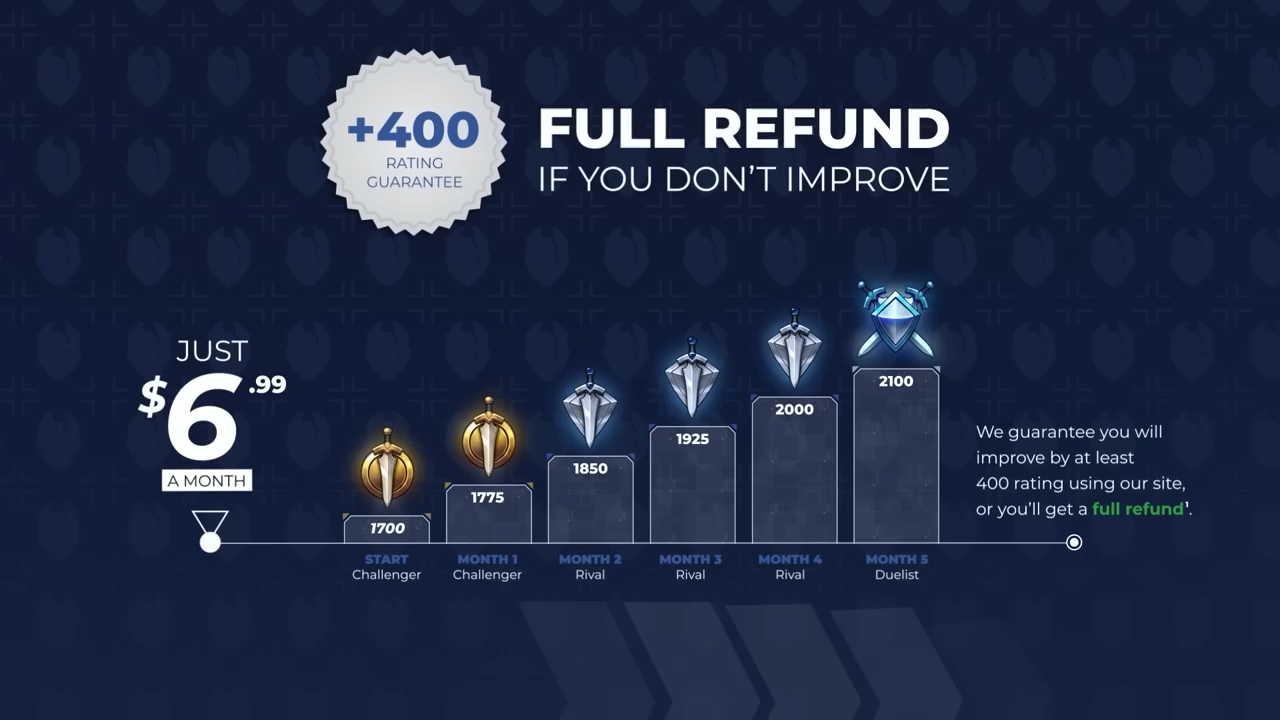 +400
RATING
GUARANTEE
FULL REFUND
IF YOU DON'T IMPROVE
JUST
$6.99
A MONTH
1700
1775
1850
1925
2000
2100
START
Challenger
MONTH 1
Challenger
MONTH 2
Rival
MONTH 3
Rival
MONTH 4
Rival
MONTH 5
Duelist
We guarantee you will
improve by at least
400 rating using our site,
or you'll get a full refund¹.